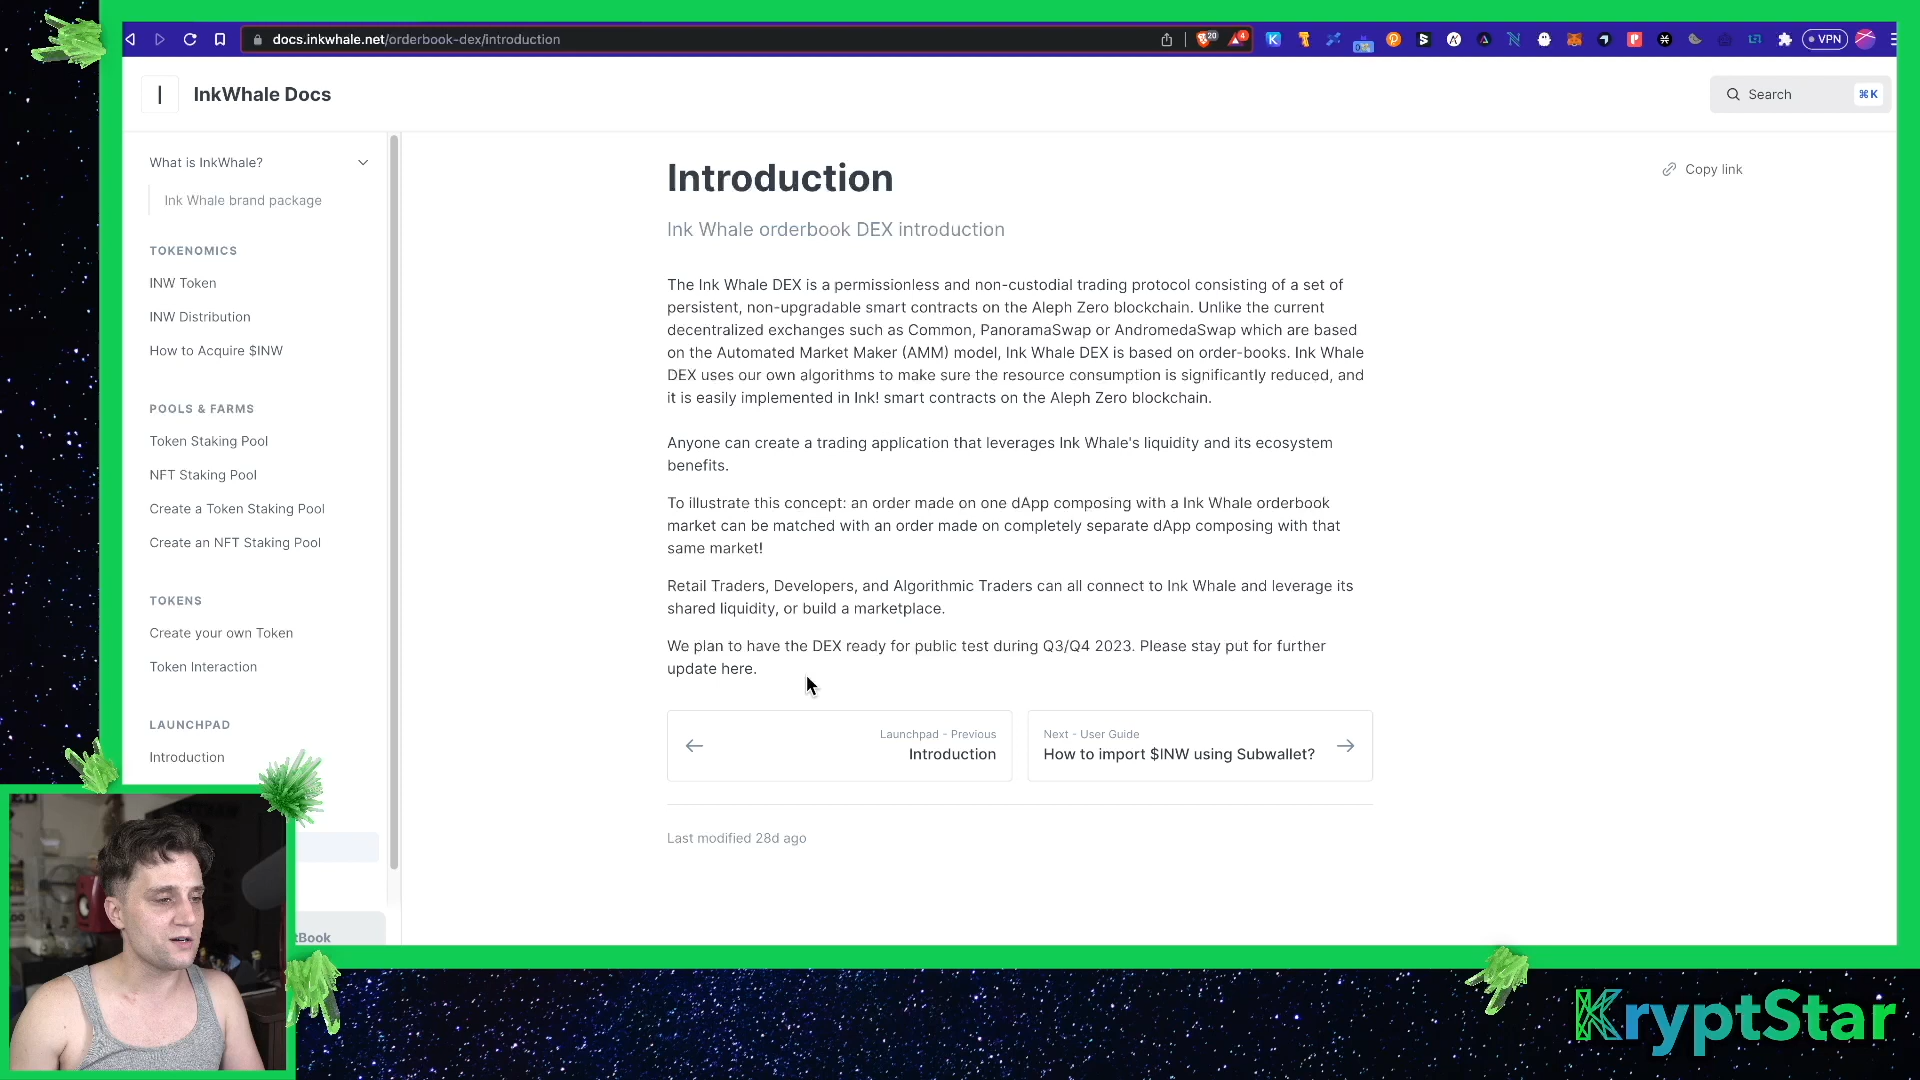 docs.inkwhale.net/orderbook-dex/introduction
20
4
VPN
InkWhale Docs
Search
⌘K
What is InkWhale?
Ink Whale brand package
TOKENOMICS
INW Token
INW Distribution
How to Acquire $INW
POOLS & FARMS
Token Staking Pool
NFT Staking Pool
Create a Token Staking Pool
Create an NFT Staking Pool
TOKENS
Create your own Token
Token Interaction
LAUNCHPAD
Introduction
tBook
Introduction
Copy link
Ink Whale orderbook DEX introduction
The Ink Whale DEX is a permissionless and non-custodial trading protocol consisting of a set of
persistent, non-upgradable smart contracts on the Aleph Zero blockchain. Unlike the current
decentralized exchanges such as Common, PanoramaSwap or AndromedaSwap which are based
on the Automated Market Maker (AMM) model, Ink Whale DEX is based on order-books. Ink Whale
DEX uses our own algorithms to make sure the resource consumption is significantly reduced, and
it is easily implemented in Ink! smart contracts on the Aleph Zero blockchain.
Anyone can create a trading application that leverages Ink Whale's liquidity and its ecosystem
benefits.
To illustrate this concept: an order made on one dApp composing with a Ink Whale orderbook
market can be matched with an order made on completely separate dApp composing with that
same market!
Retail Traders, Developers, and Algorithmic Traders can all connect to Ink Whale and leverage its
shared liquidity, or build a marketplace.
We plan to have the DEX ready for public test during Q3/Q4 2023. Please stay put for further
update here.
Launchpad - Previous
Introduction
Next - User Guide
How to import $INW using Subwallet?
Last modified 28d ago
KryptStar